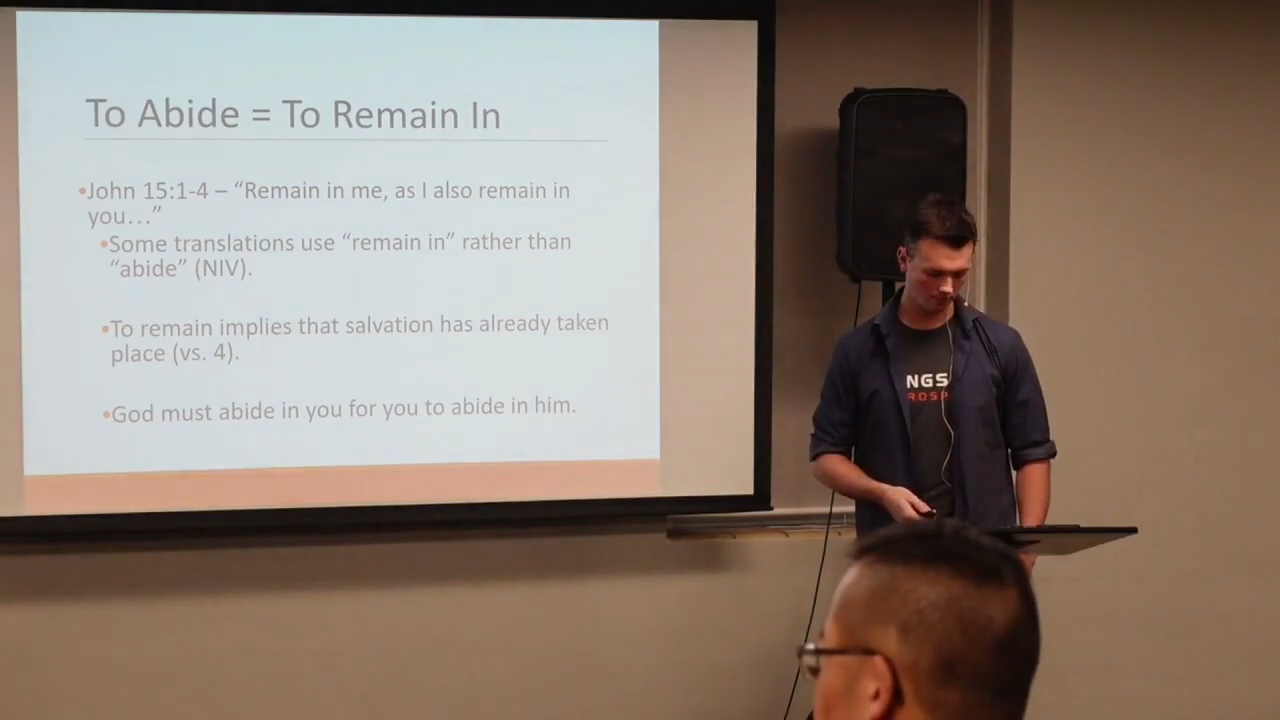 To Abide = To Remain In
•John 15:1-4 – “Remain in me, as I also remain in
you…”
•Some translations use “remain in” rather than
“abide” (NIV).
•To remain implies that salvation has already taken
place (vs. 4).
•God must abide in you for you to abide in him.
NGS
ROSP